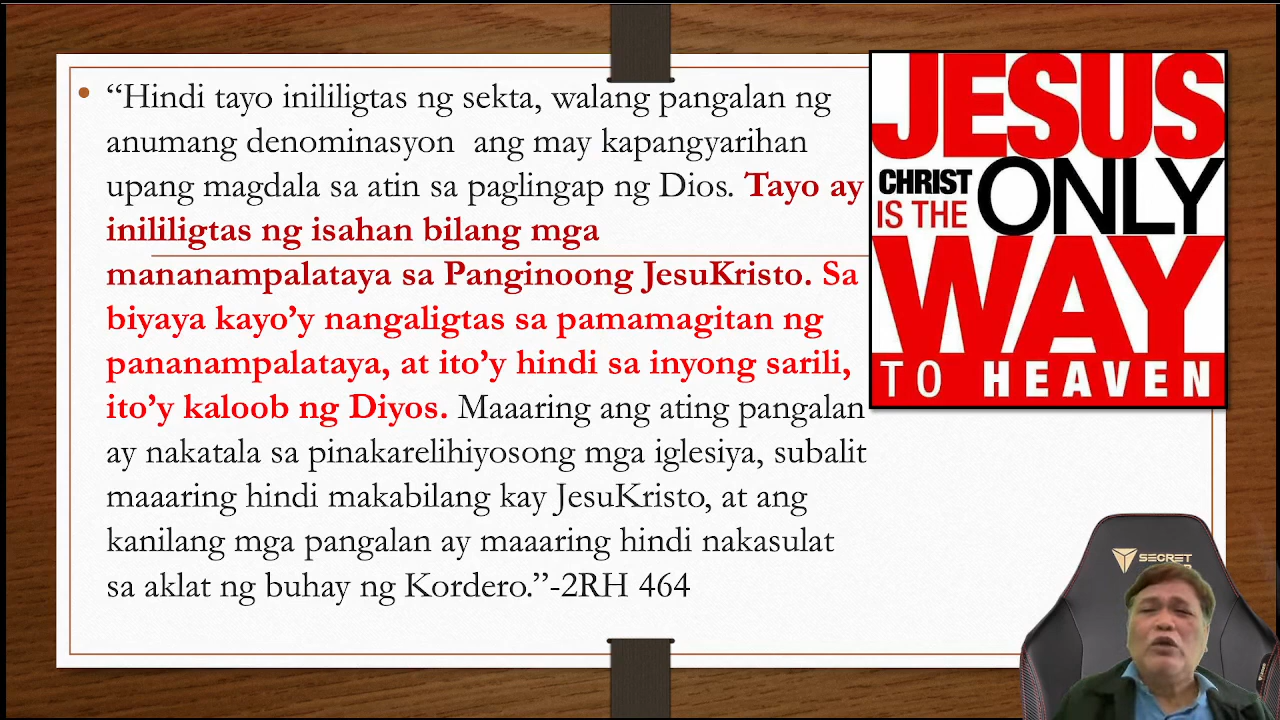 “Hindi tayo inililigtas ng sekta, walang pangalan ng
anumang denominasyon ang may kapangyarihan
upang magdala sa atin sa paglingap ng Dios. Tayo ay
inililigtas ng isahan bilang mga
mananampalataya sa Panginoong JesuKristo. Sa
biyaya kayo’y nangaligtas sa pamamagitan ng
pananampalataya, at ito’y hindi sa inyong sarili,
ito’y kaloob ng Diyos. Maaaring ang ating pangalan
ay nakatala sa pinakarelihiyosong mga iglesiya, subalit
maaaring hindi makabilang kay JesuKristo, at ang
kanilang mga pangalan ay maaaring hindi nakasulat
sa aklat ng buhay ng Kordero.”-2RH 464
JESUS
CHRIST
IS THE
ONLY
WAY
TO HEAVEN
SECRET